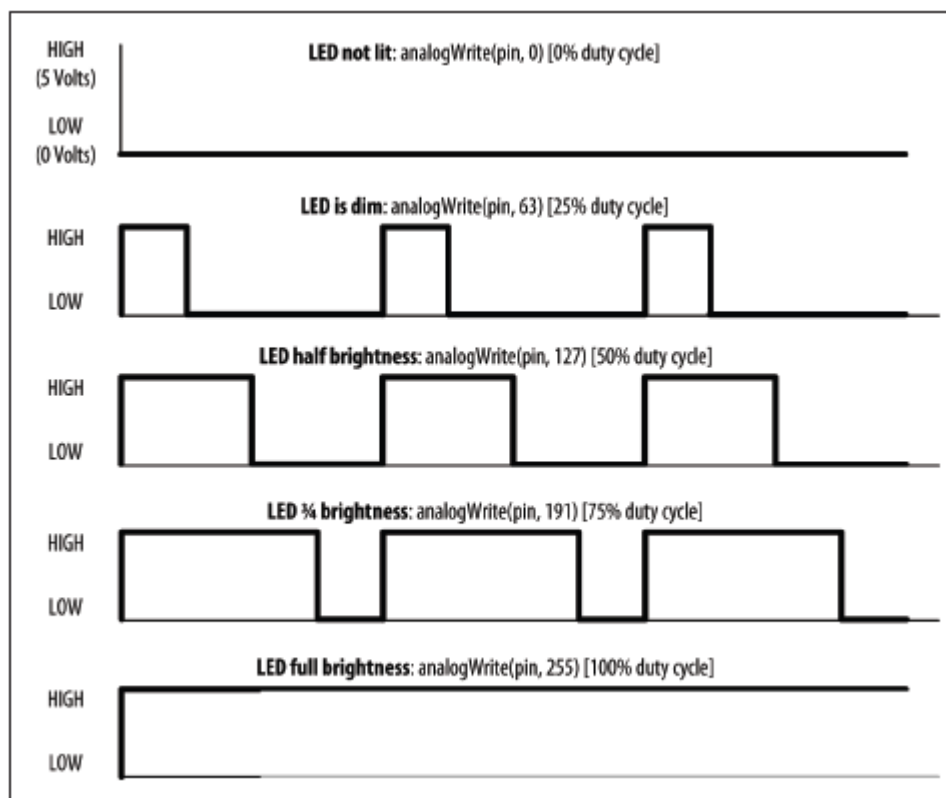 LED not lit: analogWrite(pin, 0) [0% duty cycle]
HIGH
(5 Volts)
LOW
(0 Volts)
LED is dim: analogWrite(pin, 63) [25% duty cycle]
HIGH
LOW
LED half brightness: analogWrite(pin, 127) [50% duty cycle]
HIGH
LOW
LED ¾ brightness: analogWrite(pin, 191) [75% duty cycle]
HIGH
LOW
LED full brightness: analogWrite(pin, 255) [100% duty cycle]
HIGH
LOW